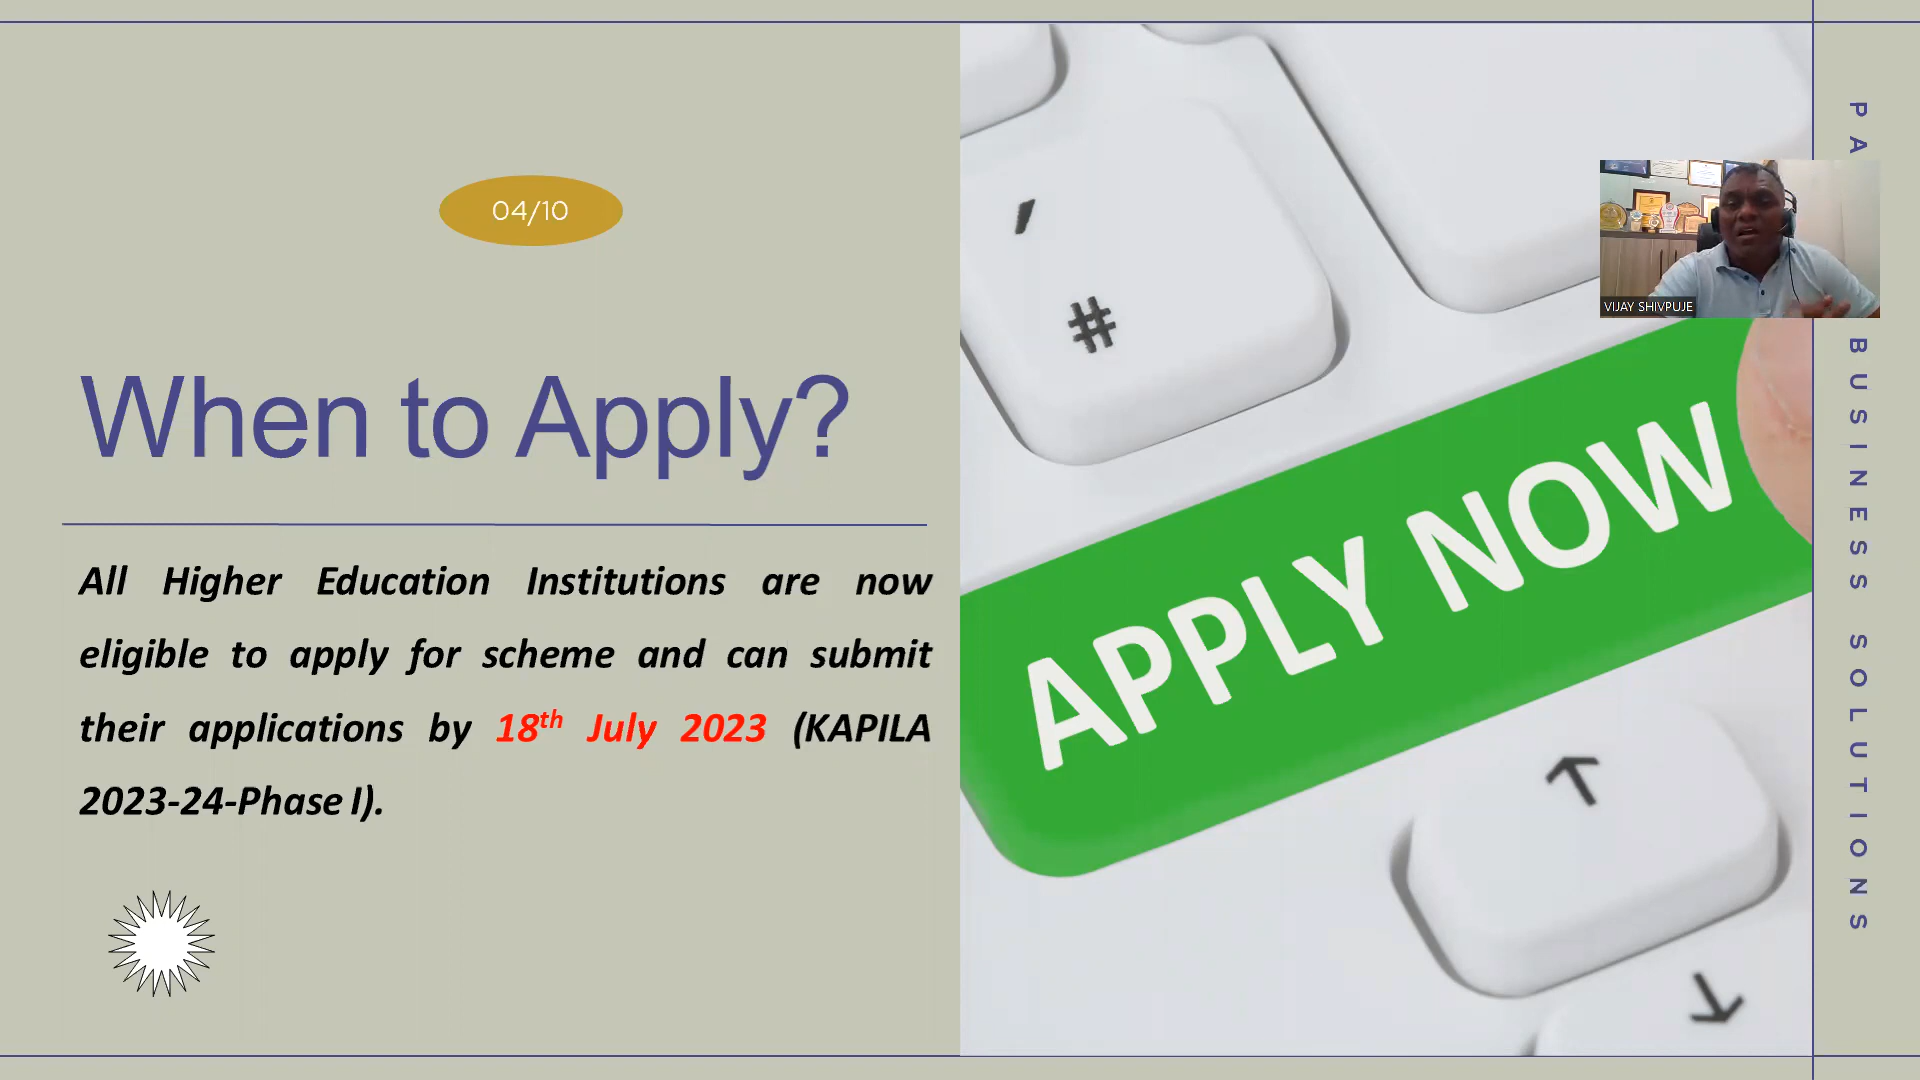 04/10
When to Apply?
All Higher Education Institutions are now
eligible to apply for scheme and can submit
their applications by 18th July 2023 (KAPILA
2023-24-Phase I).
'
#
APPLY NOW
↑
↓
VIJAY SHIVPUJE
BUSINESS SOLUTIONS